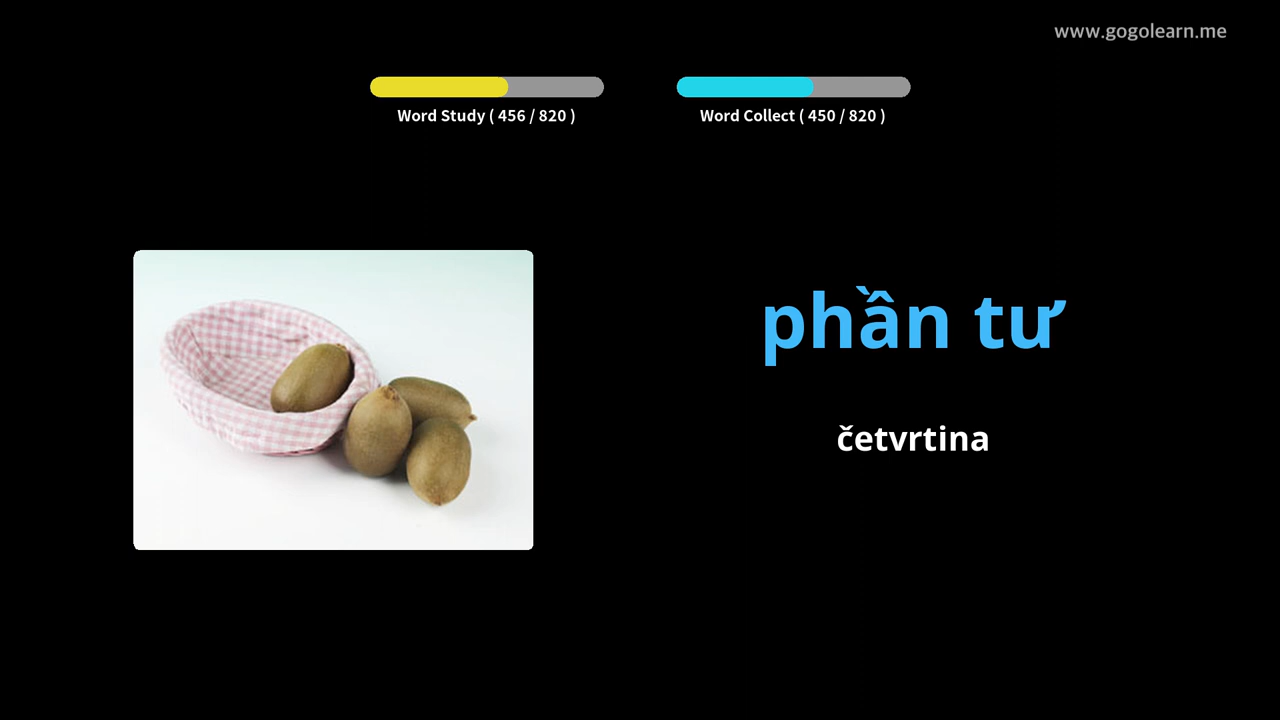 www.gogolearn.me
Word Study ( 456 / 820 )
Word Collect ( 450 / 820 )
phần tư
četvrtina